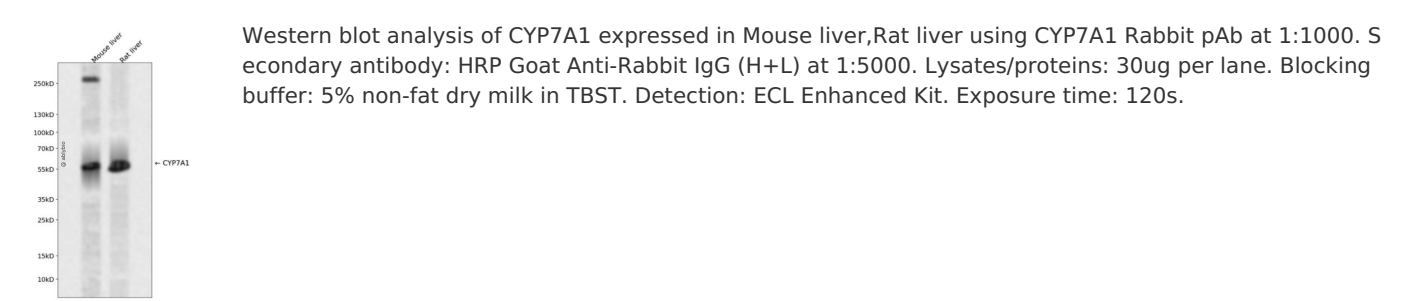 Mouse liver
Rat liver
250kD
130kD
100kD
70kD
55kD
35kD
25kD
15kD
10kD
← CYP7A1
Western blot analysis of CYP7A1 expressed in Mouse liver,Rat liver using CYP7A1 Rabbit pAb at 1:1000. S
econdary antibody: HRP Goat Anti-Rabbit IgG (H+L) at 1:5000. Lysates/proteins: 30ug per lane. Blocking
buffer: 5% non-fat dry milk in TBST. Detection: ECL Enhanced Kit. Exposure time: 120s.